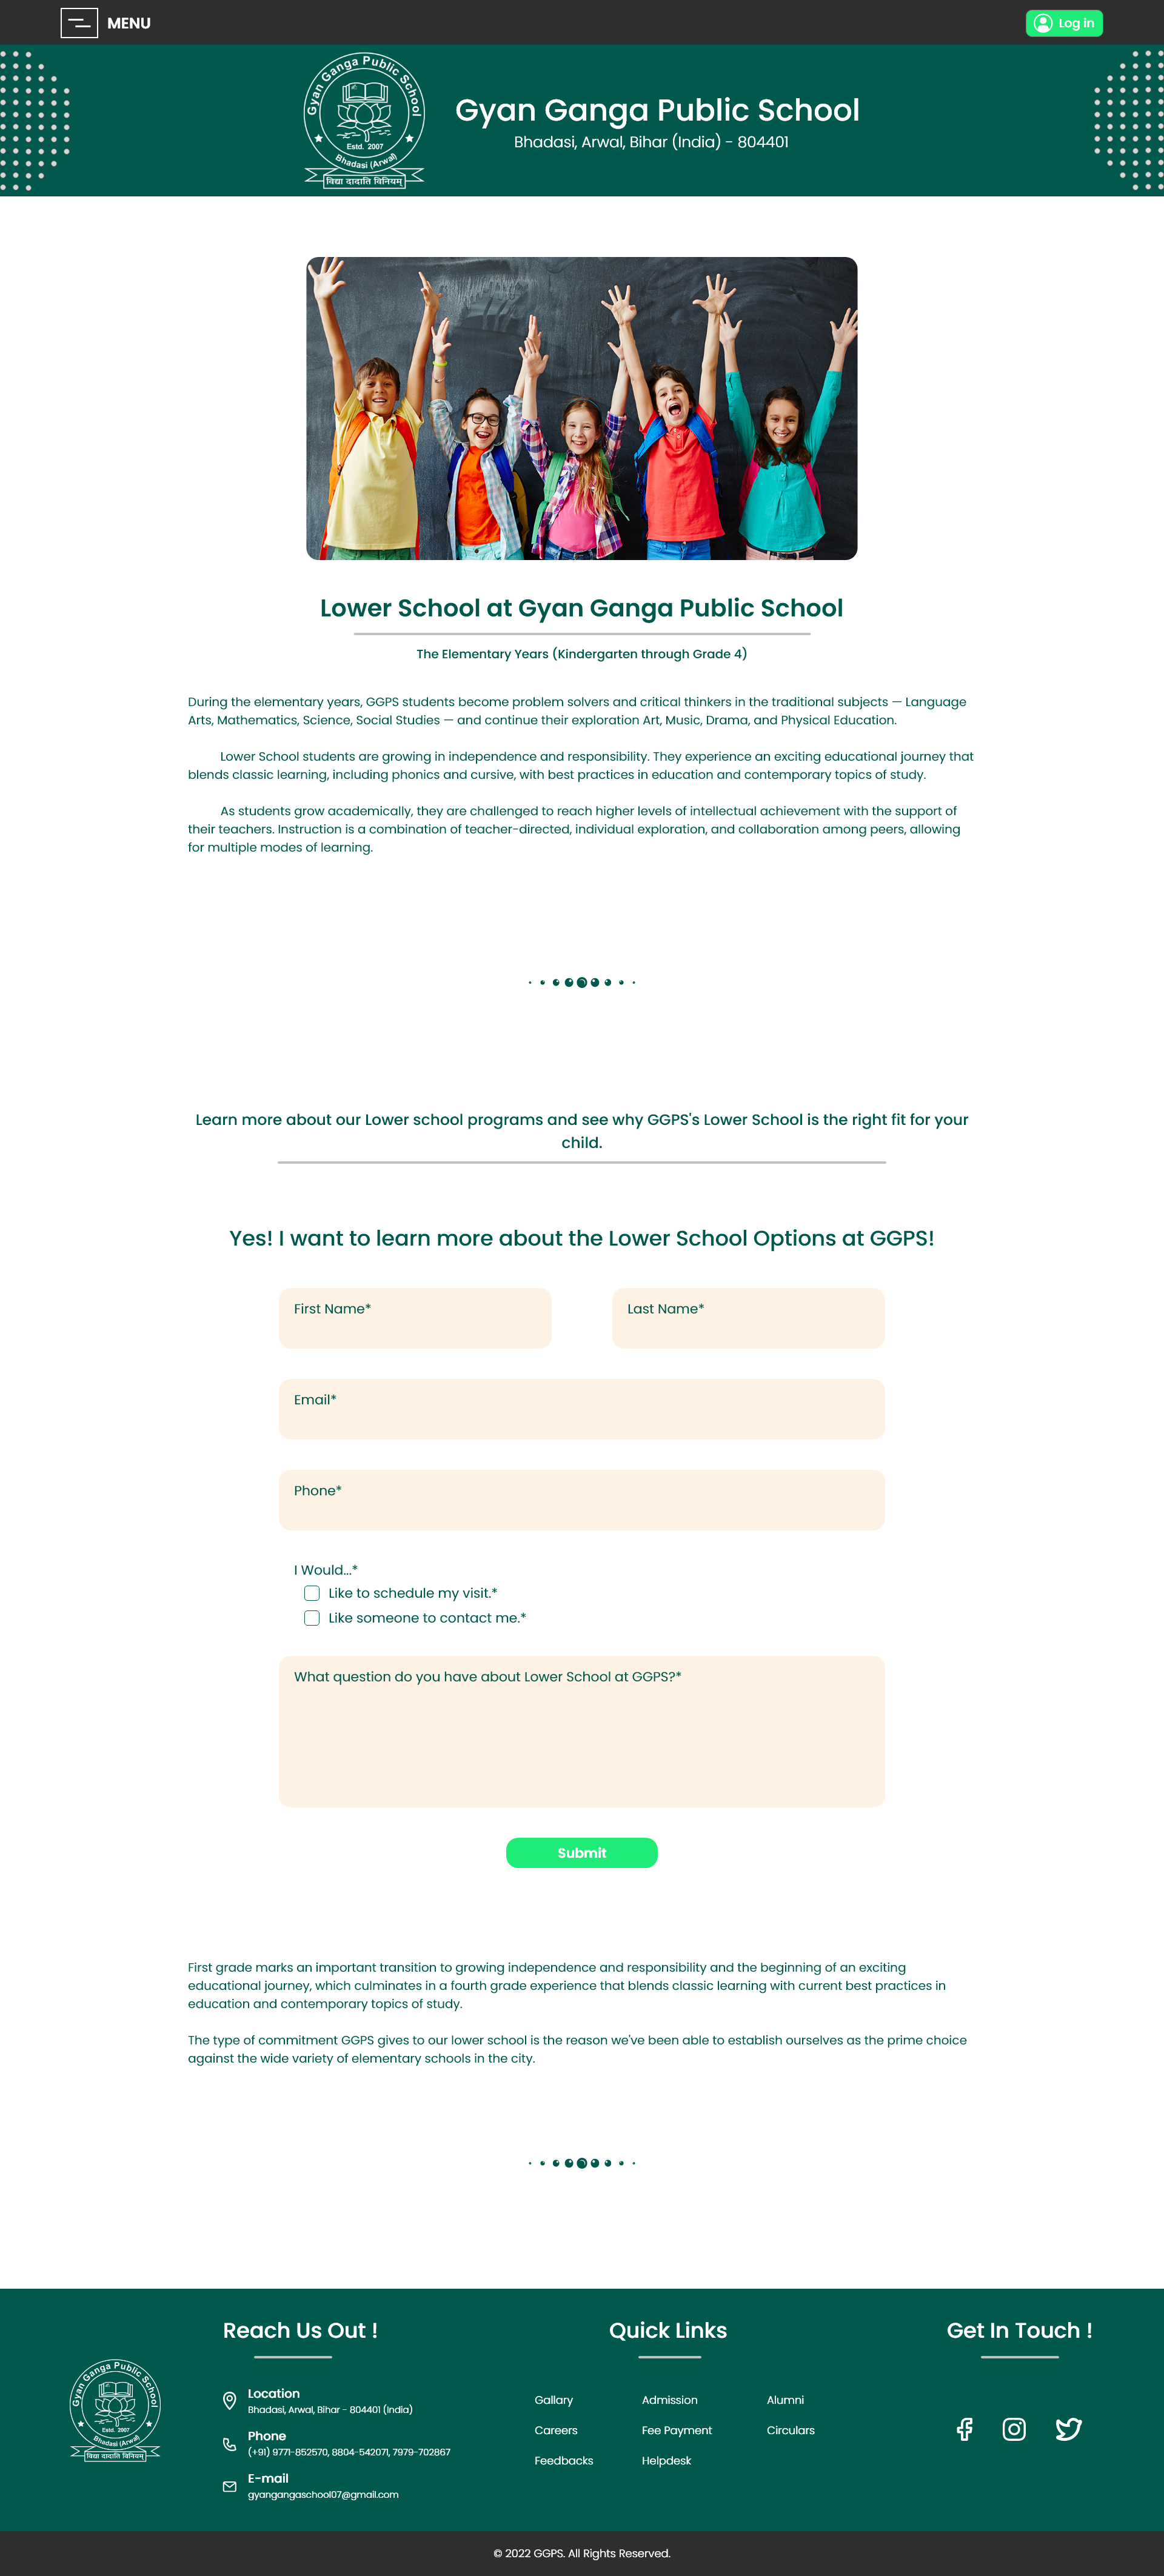 MENU
Log in
Gyan Ganga Public School
Estd. 2007
Bhadasi (Arwal)
विद्या दादाति विनियम्
Gyan Ganga Public School
Bhadasi, Arwal, Bihar (India) - 804401
Lower School at Gyan Ganga Public School
The Elementary Years (Kindergarten through Grade 4)
During the elementary years, GGPS students become problem solvers and critical thinkers in the traditional subjects — Language
Arts, Mathematics, Science, Social Studies — and continue their exploration Art, Music, Drama, and Physical Education.
Lower School students are growing in independence and responsibility. They experience an exciting educational journey that
blends classic learning, including phonics and cursive, with best practices in education and contemporary topics of study.
As students grow academically, they are challenged to reach higher levels of intellectual achievement with the support of
their teachers. Instruction is a combination of teacher-directed, individual exploration, and collaboration among peers, allowing
for multiple modes of learning.
Learn more about our Lower school programs and see why GGPS's Lower School is the right fit for your
child.
Yes! I want to learn more about the Lower School Options at GGPS!
First Name*
Last Name*
Email*
Phone*
I Would...*
Like to schedule my visit.*
Like someone to contact me.*
What question do you have about Lower School at GGPS?*
Submit
First grade marks an important transition to growing independence and responsibility and the beginning of an exciting
educational journey, which culminates in a fourth grade experience that blends classic learning with current best practices in
education and contemporary topics of study.
The type of commitment GGPS gives to our lower school is the reason we've been able to establish ourselves as the prime choice
against the wide variety of elementary schools in the city.
Gyan Ganga Public School
Estd. 2007
Bhadasi (Arwal)
विद्या दादाति विनियम्
Reach Us Out !
Location
Bhadasi, Arwal, Bihar - 804401 (India)
Phone
(+91) 9771-852570, 8804-542071, 7979-702867
E-mail
gyangangaschool07@gmail.com
Quick Links
Gallary
Admission
Alumni
Careers
Fee Payment
Circulars
Feedbacks
Helpdesk
Get In Touch !
© 2022 GGPS. All Rights Reserved.